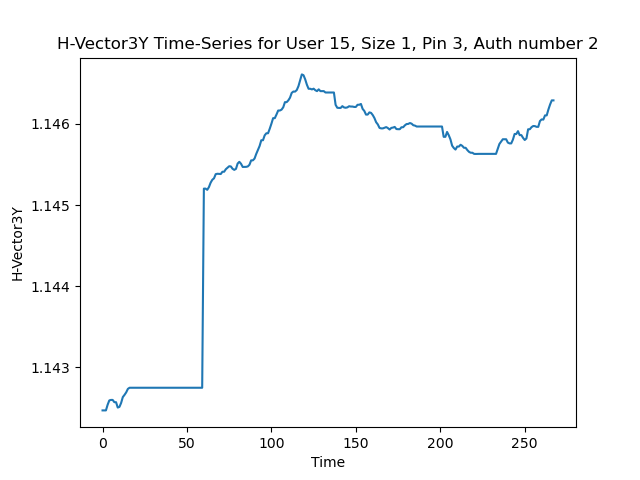 H-Vector3Y Time-Series for User 15, Size 1, Pin 3, Auth number 2
1.146
1.145
1.144
1.143
H-Vector3Y
0 50 100 150 200 250
Time